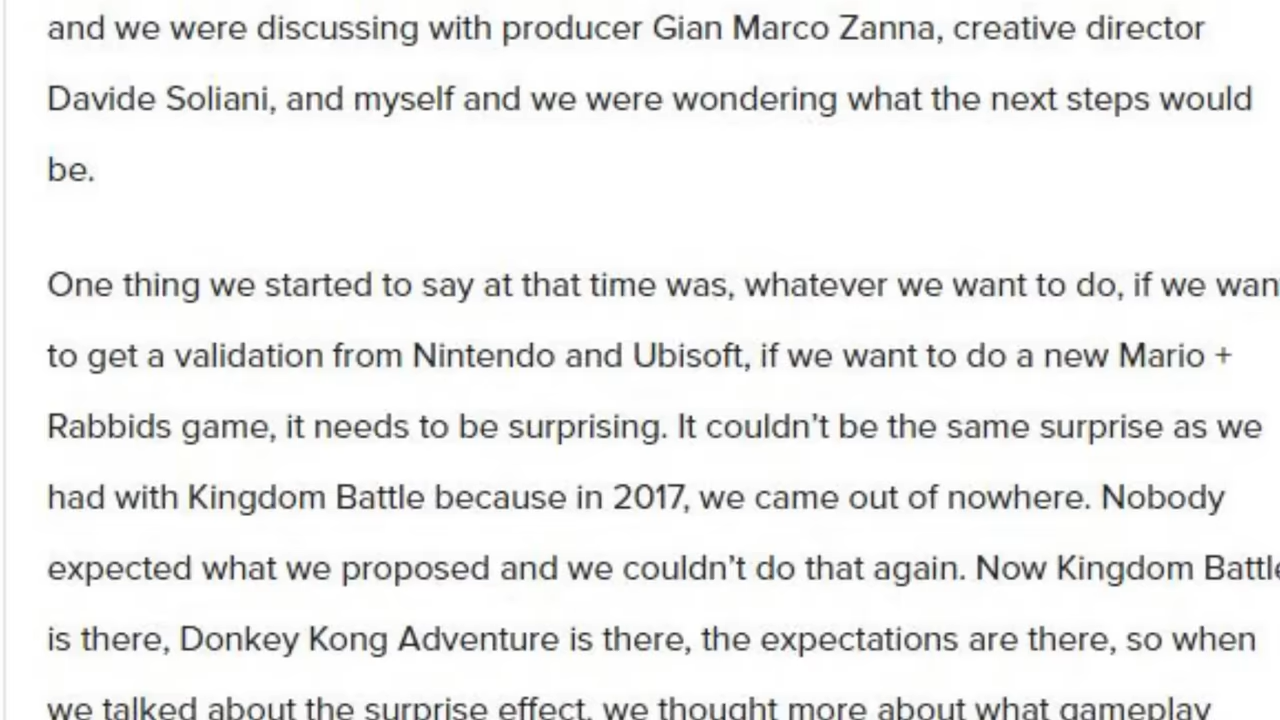 and we were discussing with producer Gian Marco Zanna, creative director
Davide Soliani, and myself and we were wondering what the next steps would
be.
One thing we started to say at that time was, whatever we want to do, if we wan
to get a validation from Nintendo and Ubisoft, if we want to do a new Mario +
Rabbids game, it needs to be surprising. It couldn’t be the same surprise as we
had with Kingdom Battle because in 2017, we came out of nowhere. Nobody
expected what we proposed and we couldn’t do that again. Now Kingdom Battle
is there, Donkey Kong Adventure is there, the expectations are there, so when
we talked about the surprise effect, we thought more about what gameplay